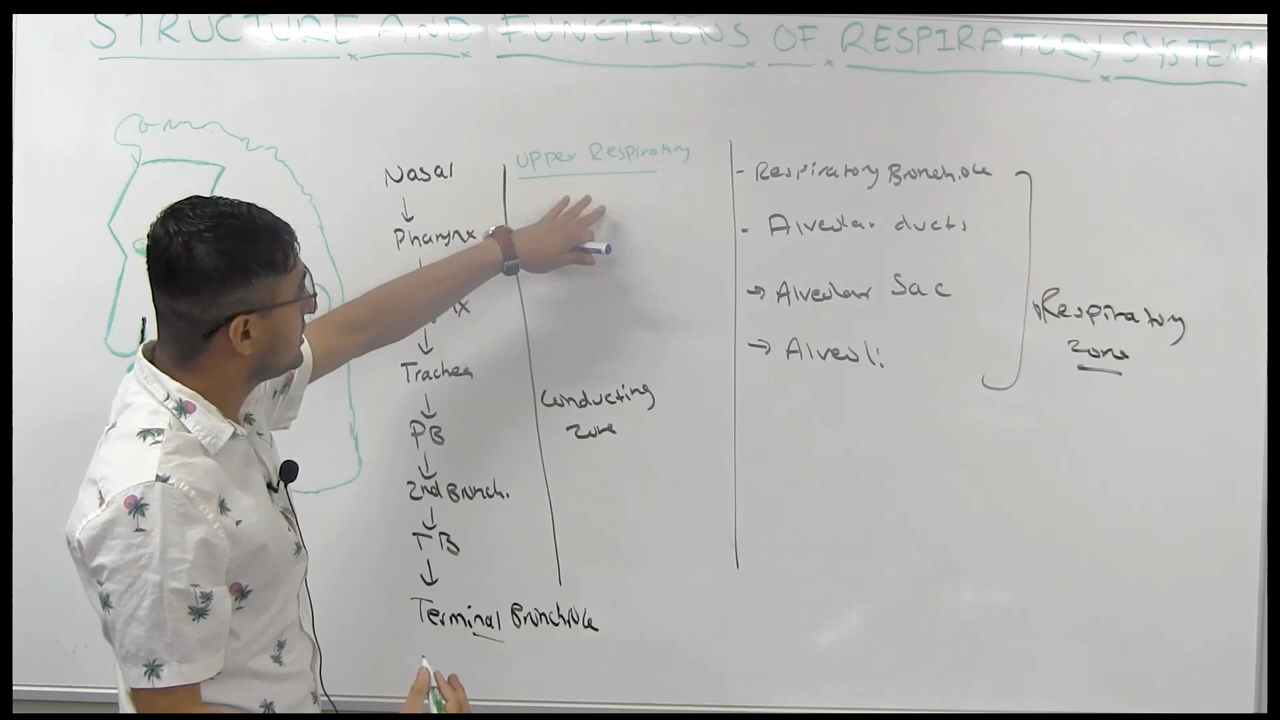 STRUCTURE AND FUNCTIONS OF RESPIRATORY SYSTEM
Nasal
Pharynx
Trachea
PB
2nd Bronch.
TB
Terminal Bronchiole
Upper Respiratory
Conducting
Zone
- Respiratory Bronchiole
- Alveolar ducts
→ Alveolar Sac
→ Alveoli
Respiratory
Zone